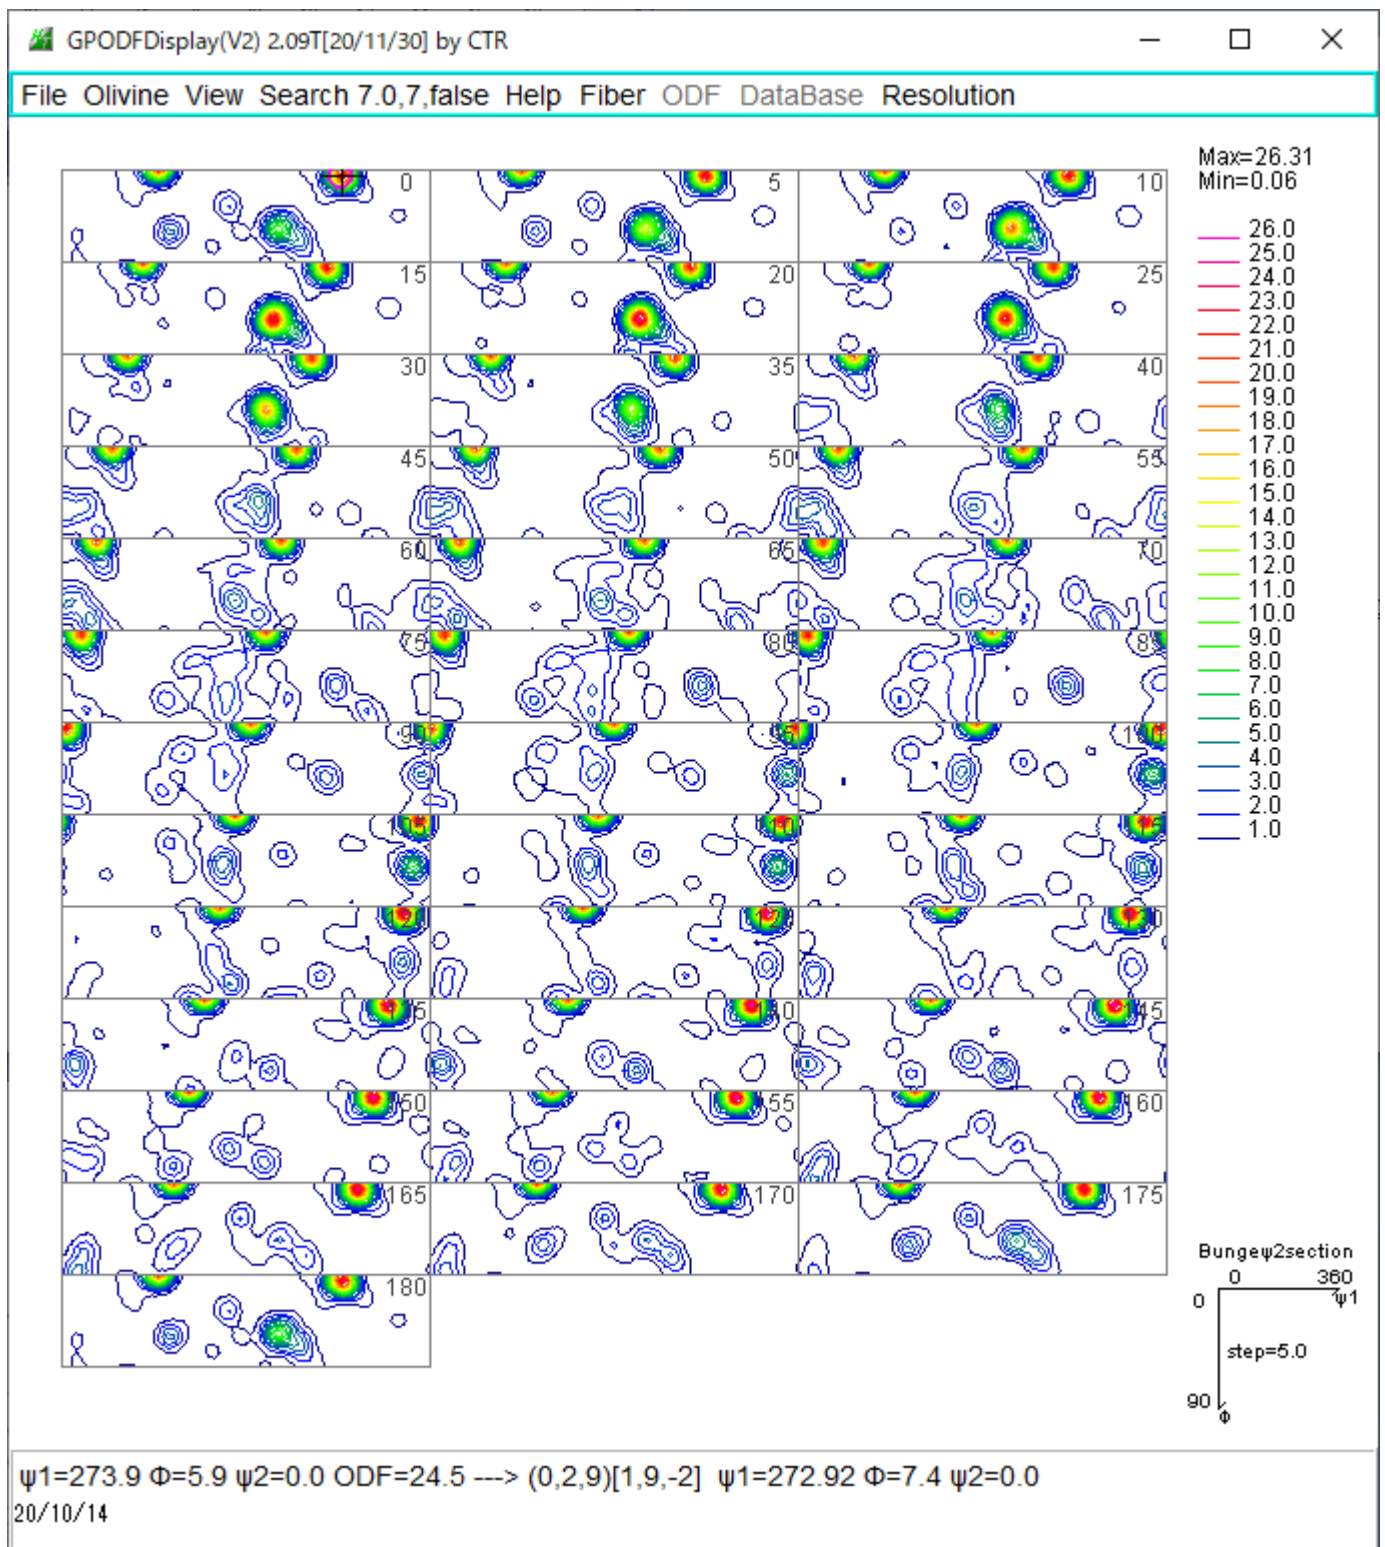 GPODFDisplay(V2) 2.09T[20/11/30] by CTR
File Olivine View Search 7.0,7,false Help Fiber ODF DataBase Resolution
Max=26.31
Min=0.06
0 5 10
15 20 25
30 35 40
45 50 55
60 65 70
75 80 85
90 95 100
105 110 115
120 125 130
135 140 145
150 155 160
165 170 175
180
26.0
25.0
24.0
23.0
22.0
21.0
20.0
19.0
18.0
17.0
16.0
15.0
14.0
13.0
12.0
11.0
10.0
9.0
8.0
7.0
6.0
5.0
4.0
3.0
2.0
1.0
Bungeψ2section
0 360
0 ψ1
step=5.0
90
Φ
ψ1=273.9 Φ=5.9 ψ2=0.0 ODF=24.5 ---> (0,2,9)[1,9,-2] ψ1=272.92 Φ=7.4 ψ2=0.0
20/10/14